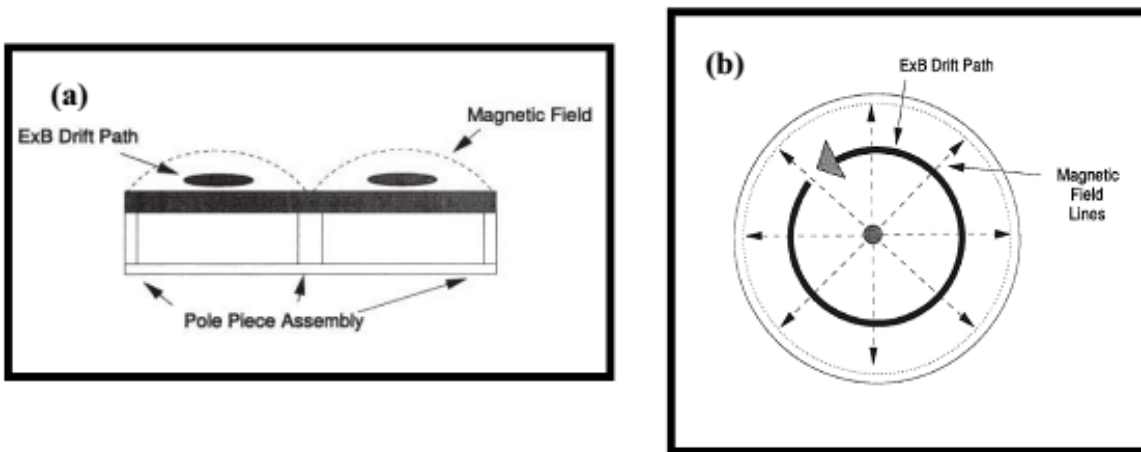 (a)
ExB Drift Path
Magnetic Field
Pole Piece Assembly
(b)
ExB Drift Path
Magnetic
Field
Lines